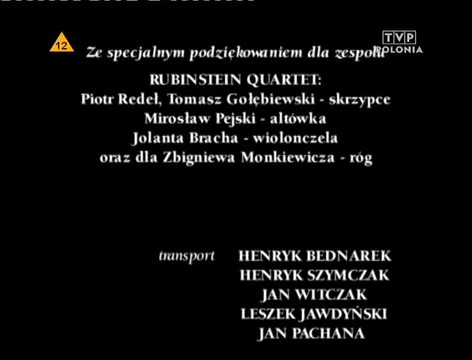 12
TVP
POLONIA
Ze specjalnym podziękowaniem dla zespołu
RUBINSTEIN QUARTET:
Piotr Redeł, Tomasz Gołębiewski - skrzypce
Mirosław Pejski - altówka
Jolanta Bracha - wiolonczela
oraz dla Zbigniewa Monkiewicza - róg
transport HENRYK BEDNAREK
HENRYK SZYMCZAK
JAN WITCZAK
LESZEK JAWDYŃSKI
JAN PACHANA